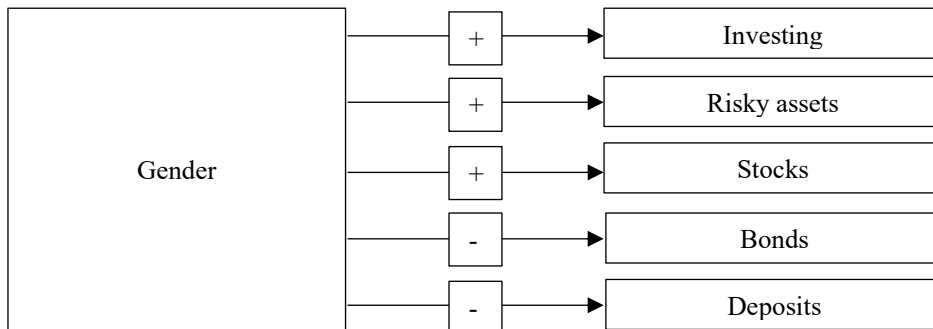 + Investing
+ Risky assets
Gender + Stocks
- Bonds
- Deposits